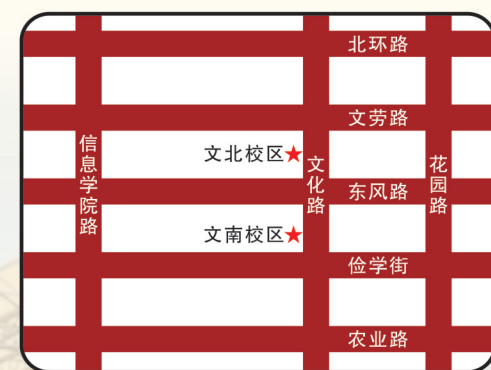 北环路
文劳路
信息学院路
文北校区
文化路
花园路
东风路
文南校区
俭学街
农业路